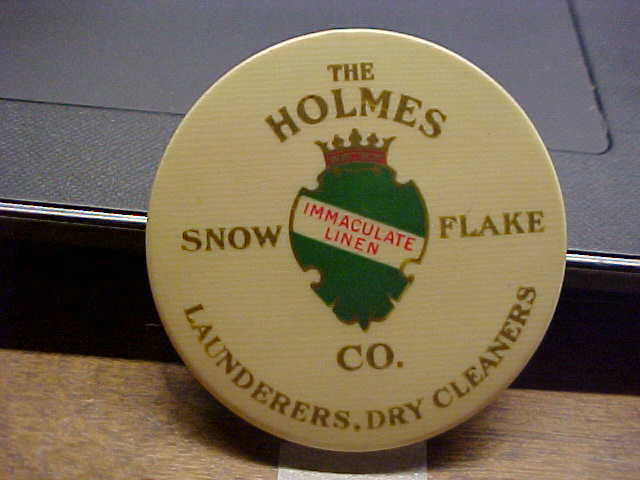 THE
HOLMES
IMMACULATE
LINEN
SNOW FLAKE
CO.
LAUNDERERS, DRY CLEANERS